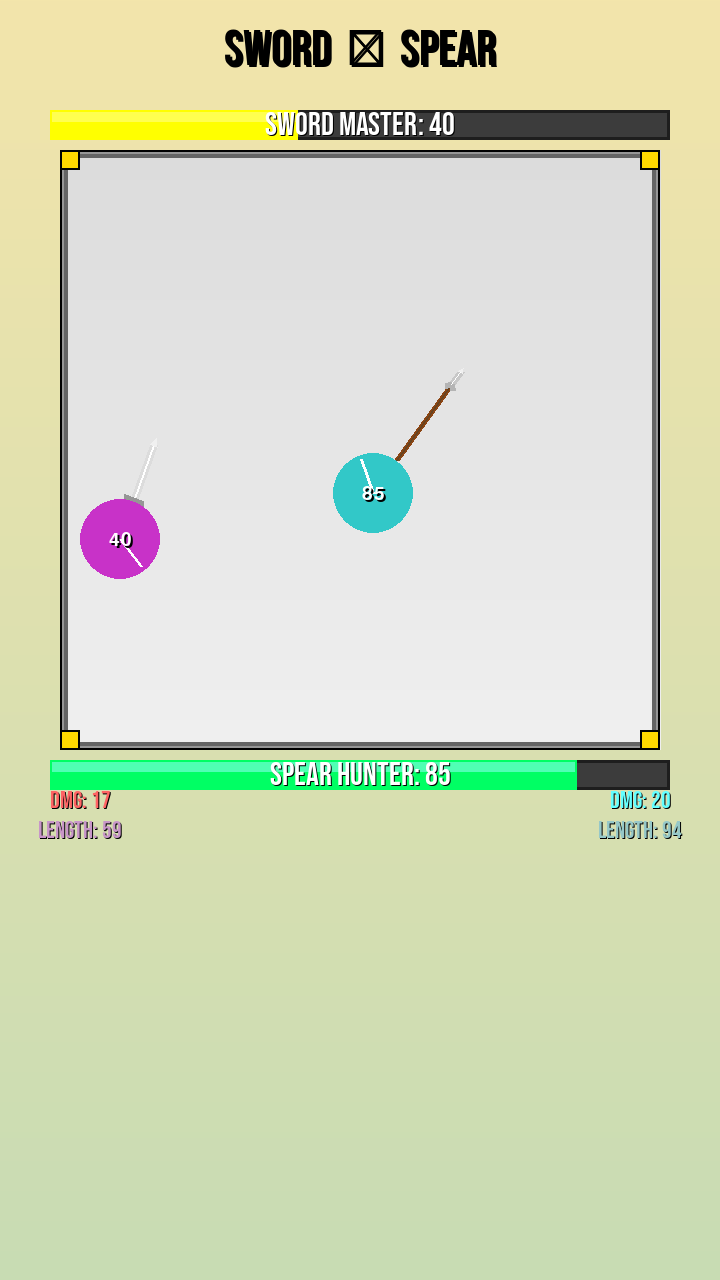 SWORD ☒ SPEAR
SWORD MASTER: 40
40
85
SPEAR HUNTER: 85
DMG: 17
DMG: 20
LENGTH: 59
LENGTH: 94